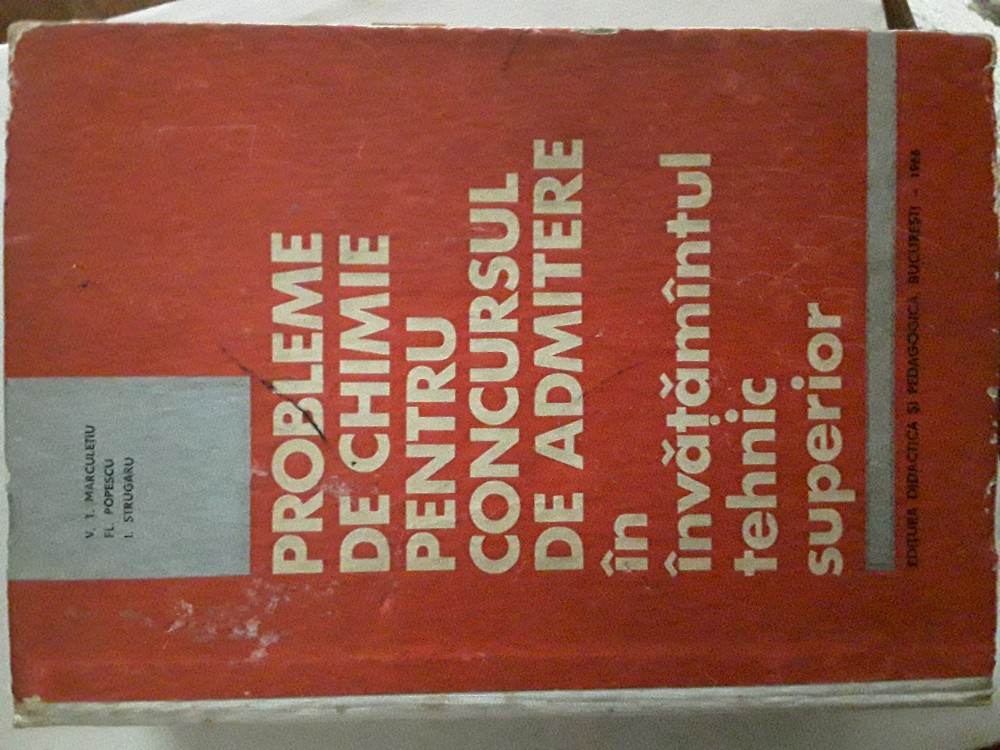 V. T. MARCULEȚIU
FL. POPESCU
I. STRUGARU
PROBLEME
DE CHIMIE
PENTRU
CONCURSUL
DE ADMITERE
în
învățămîntul
tehnic
superior
EDITURA DIDACTICĂ ȘI PEDAGOGICĂ, BUCUREȘTI –